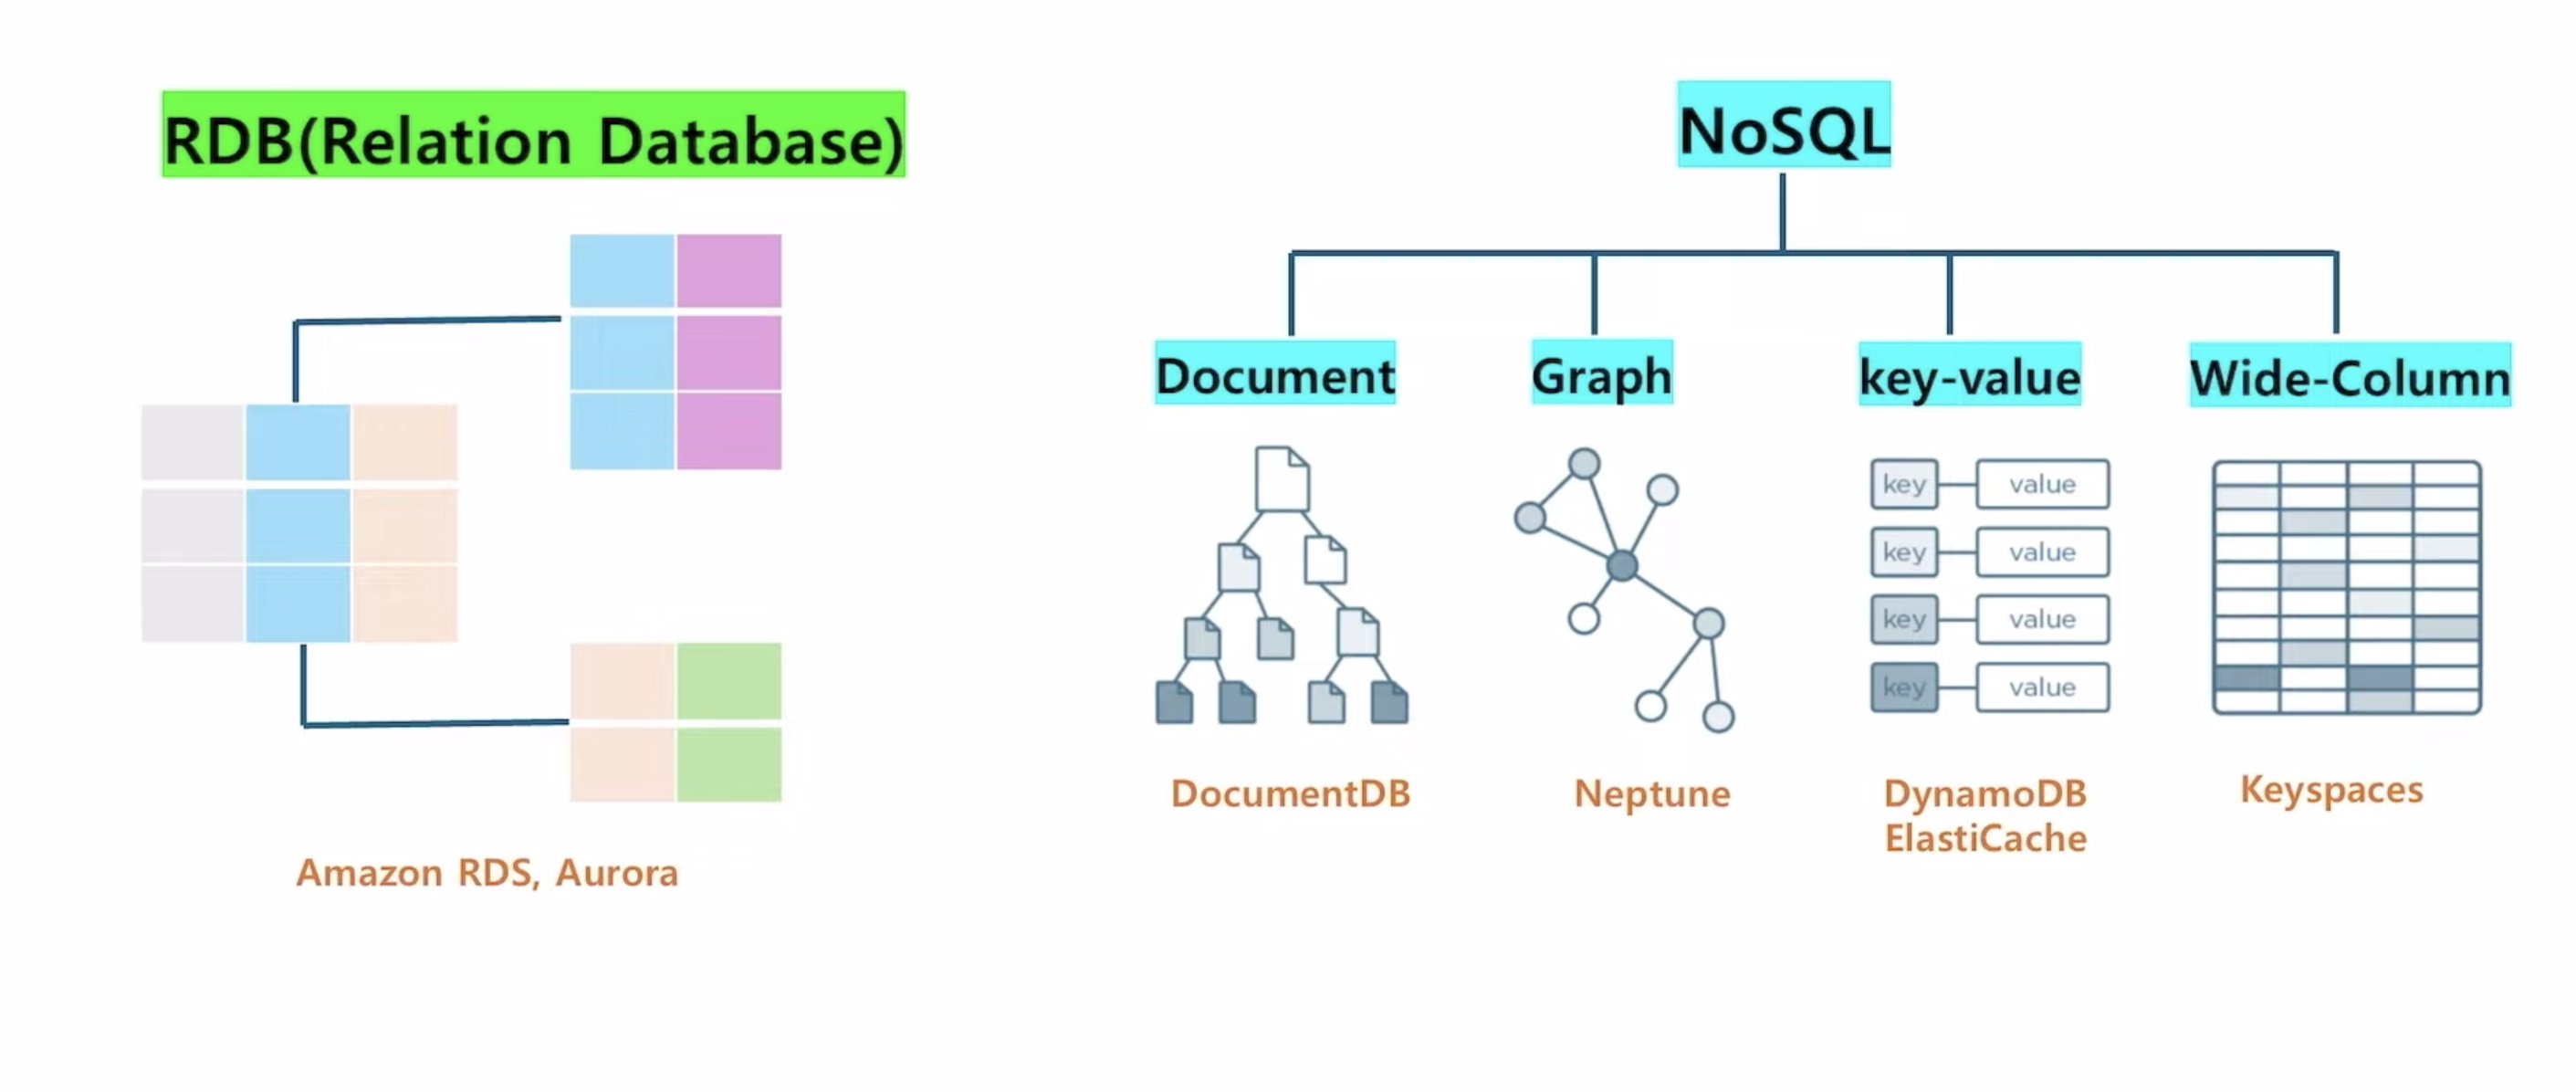 RDB(Relation Database)
Amazon RDS, Aurora
NoSQL
Document
Graph
key-value
Wide-Column
key
value
key
value
key
value
key
value
DocumentDB
Neptune
DynamoDB
ElastiCache
Keyspaces